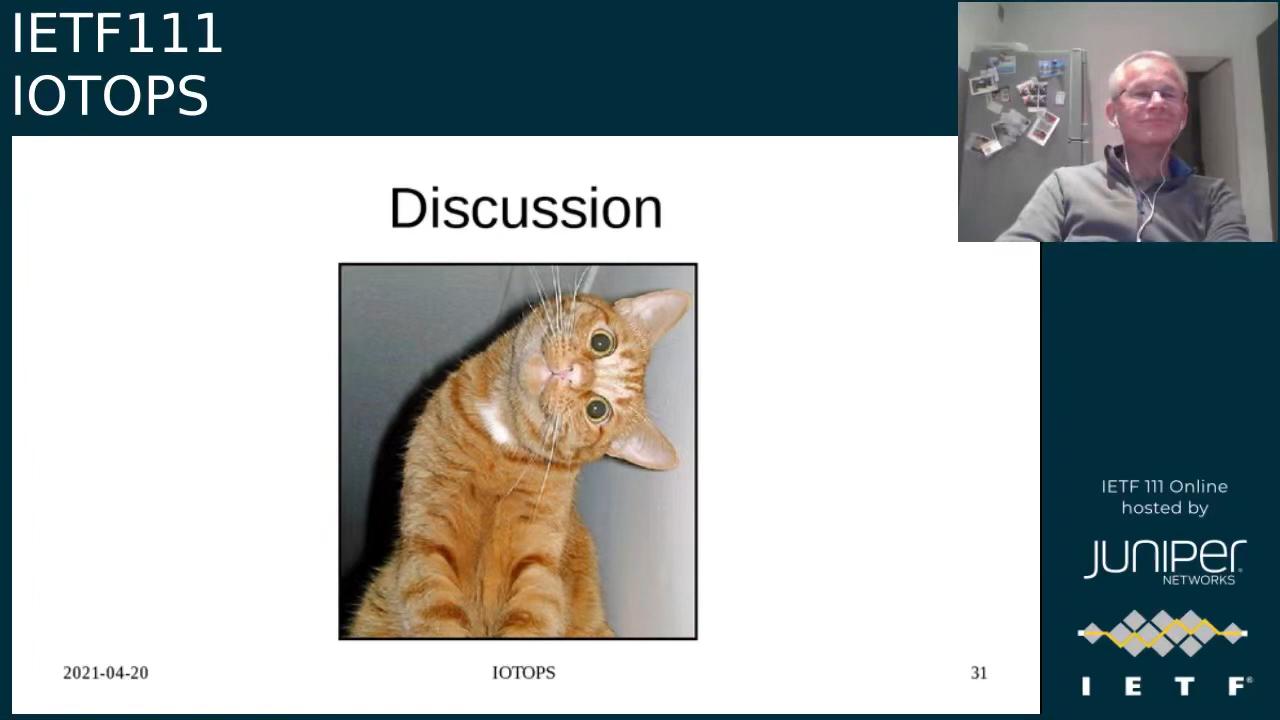 IETF111
IOTOPS
Discussion
2021-04-20
IOTOPS
31
IETF 111 Online
hosted by
JUNIPER
NETWORKS
I E T F®